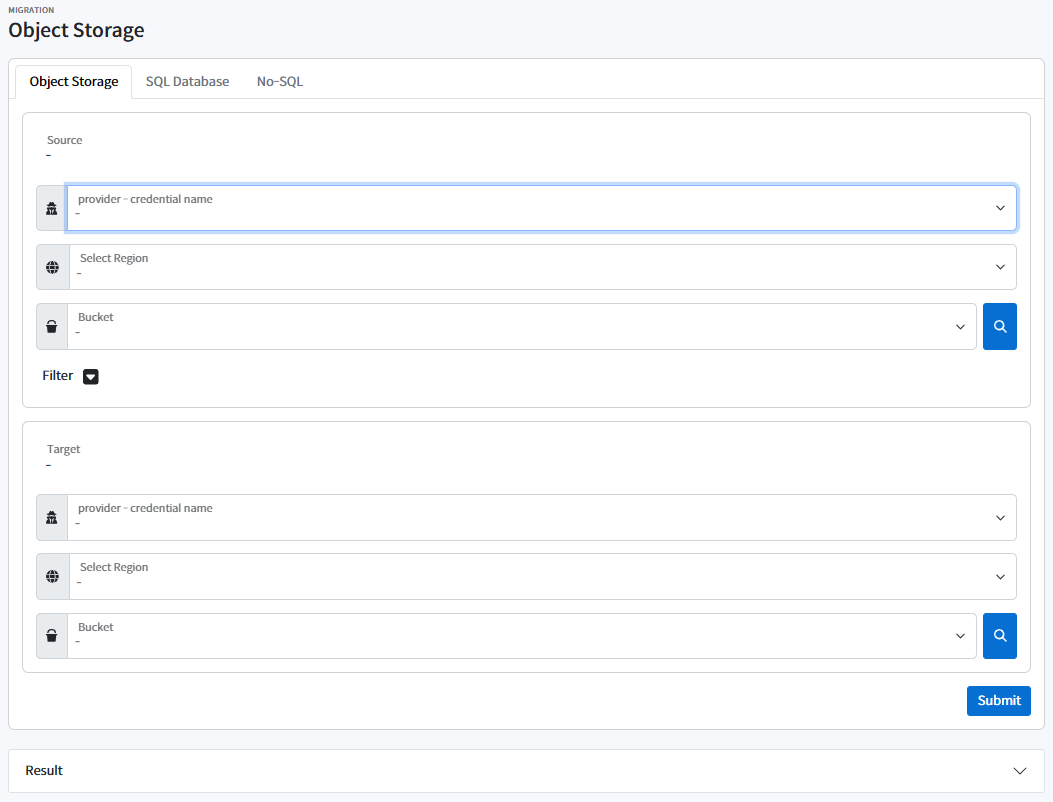 MIGRATION
Object Storage
Object Storage SQL Database No-SQL
Source
-
provider - credential name
-
Select Region
-
Bucket
-
Filter
Target
-
provider - credential name
-
Select Region
-
Bucket
-
Submit
Result